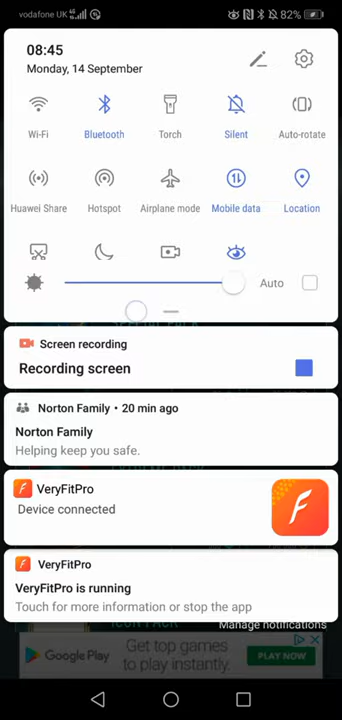 vodafone UK 4G
82%
08:45
Monday, 14 September
Wi-Fi
Bluetooth
Torch
Silent
Auto-rotate
Huawei Share
Hotspot
Airplane mode
Mobile data
Location
Auto
Screen recording
Recording screen
Norton Family • 20 min ago
Norton Family
Helping keep you safe.
VeryFitPro
Device connected
VeryFitPro
VeryFitPro is running
Touch for more information or stop the app
ICON PACK
Manage notifications
Google Play
Get top games
to play instantly.
PLAY NOW